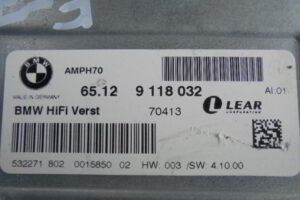 AMPH70
BMW
MADE IN GERMANY
65.12 9 118 032
BMW HiFi Verst 70413 LEAR AI:01
CORPORATION
532271 802 0015850 02 HW: 003 /SW: 4.10.00